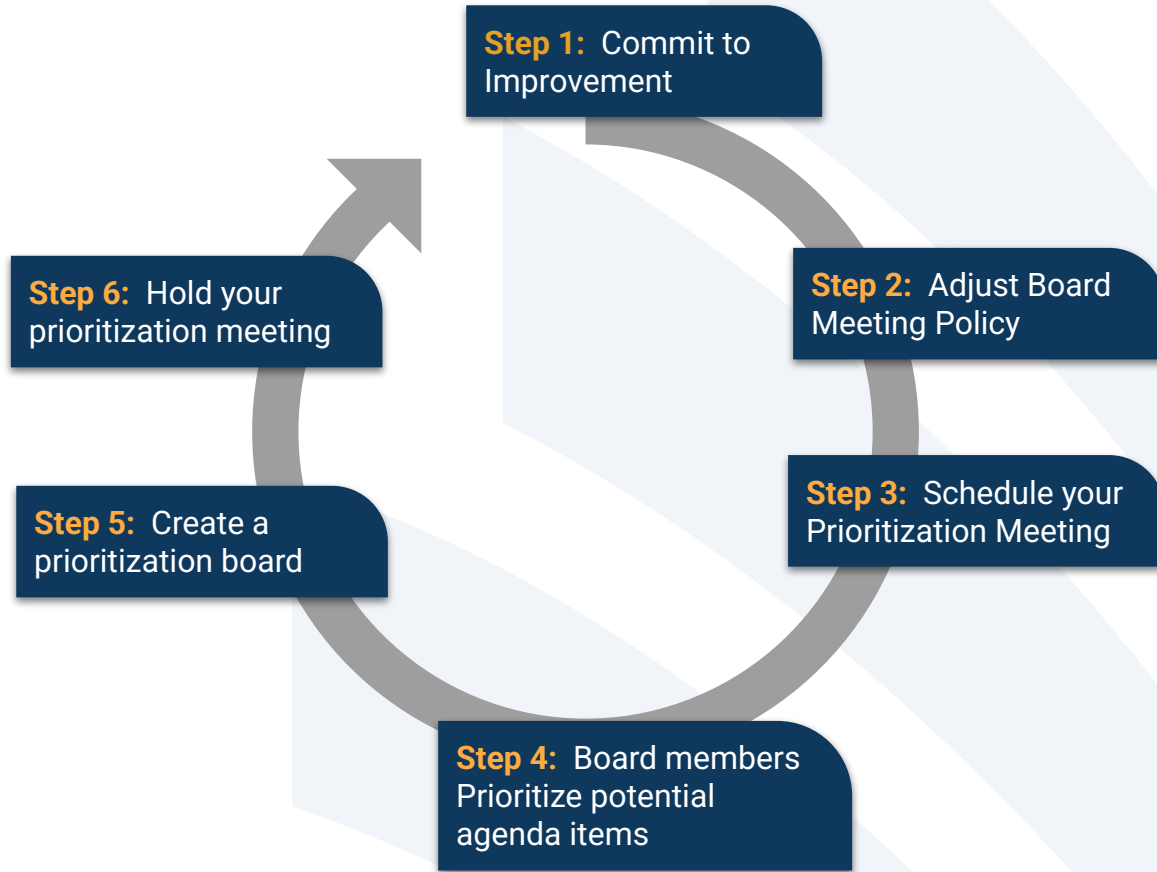 Step 1: Commit to
Improvement
Step 2: Adjust Board
Meeting Policy
Step 3: Schedule your
Prioritization Meeting
Step 4: Board members
Prioritize potential
agenda items
Step 5: Create a
prioritization board
Step 6: Hold your
prioritization meeting